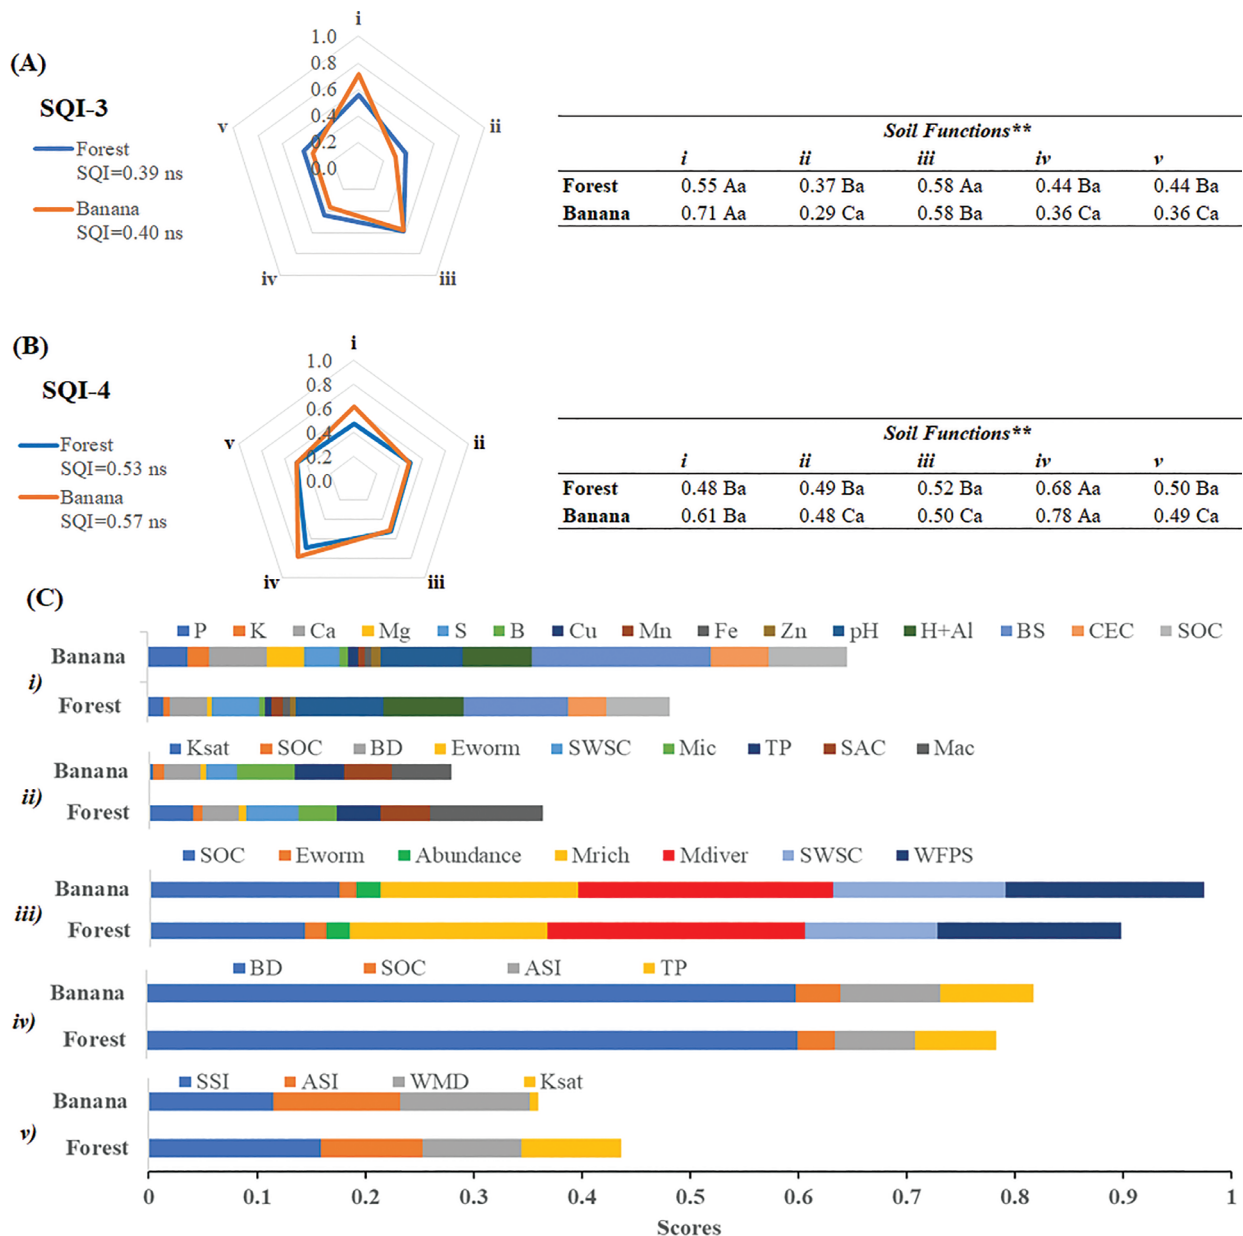 (A)
SQI-3
Forest
SQI=0.39 ns
Banana
SQI=0.40 ns
i
1.0
0.8
0.6
0.4
0.2
0.0
v
ii
iv
iii
Soil Functions**
i ii iii iv v
Forest 0.55 Aa 0.37 Ba 0.58 Aa 0.44 Ba 0.44 Ba
Banana 0.71 Aa 0.29 Ca 0.58 Ba 0.36 Ca 0.36 Ca
(B)
SQI-4
Forest
SQI=0.53 ns
Banana
SQI=0.57 ns
i
1.0
0.8
0.6
0.4
0.2
0.0
v
ii
iv
iii
Soil Functions**
i ii iii iv v
Forest 0.48 Ba 0.49 Ba 0.52 Ba 0.68 Aa 0.50 Ba
Banana 0.61 Ba 0.48 Ca 0.50 Ca 0.78 Aa 0.49 Ca
(C)
P K Ca Mg S B Cu Mn Fe Zn pH H+Al BS CEC SOC
Banana
i)
Forest
Ksat SOC BD Eworm SWSC Mic TP SAC Mac
Banana
ii)
Forest
SOC Eworm Abundance Mrich Mdiver SWSC WFPS
Banana
iii)
Forest
BD SOC ASI TP
Banana
iv)
Forest
SSI ASI WMD Ksat
Banana
v)
Forest
0 0.1 0.2 0.3 0.4 0.5 0.6 0.7 0.8 0.9 1
Scores